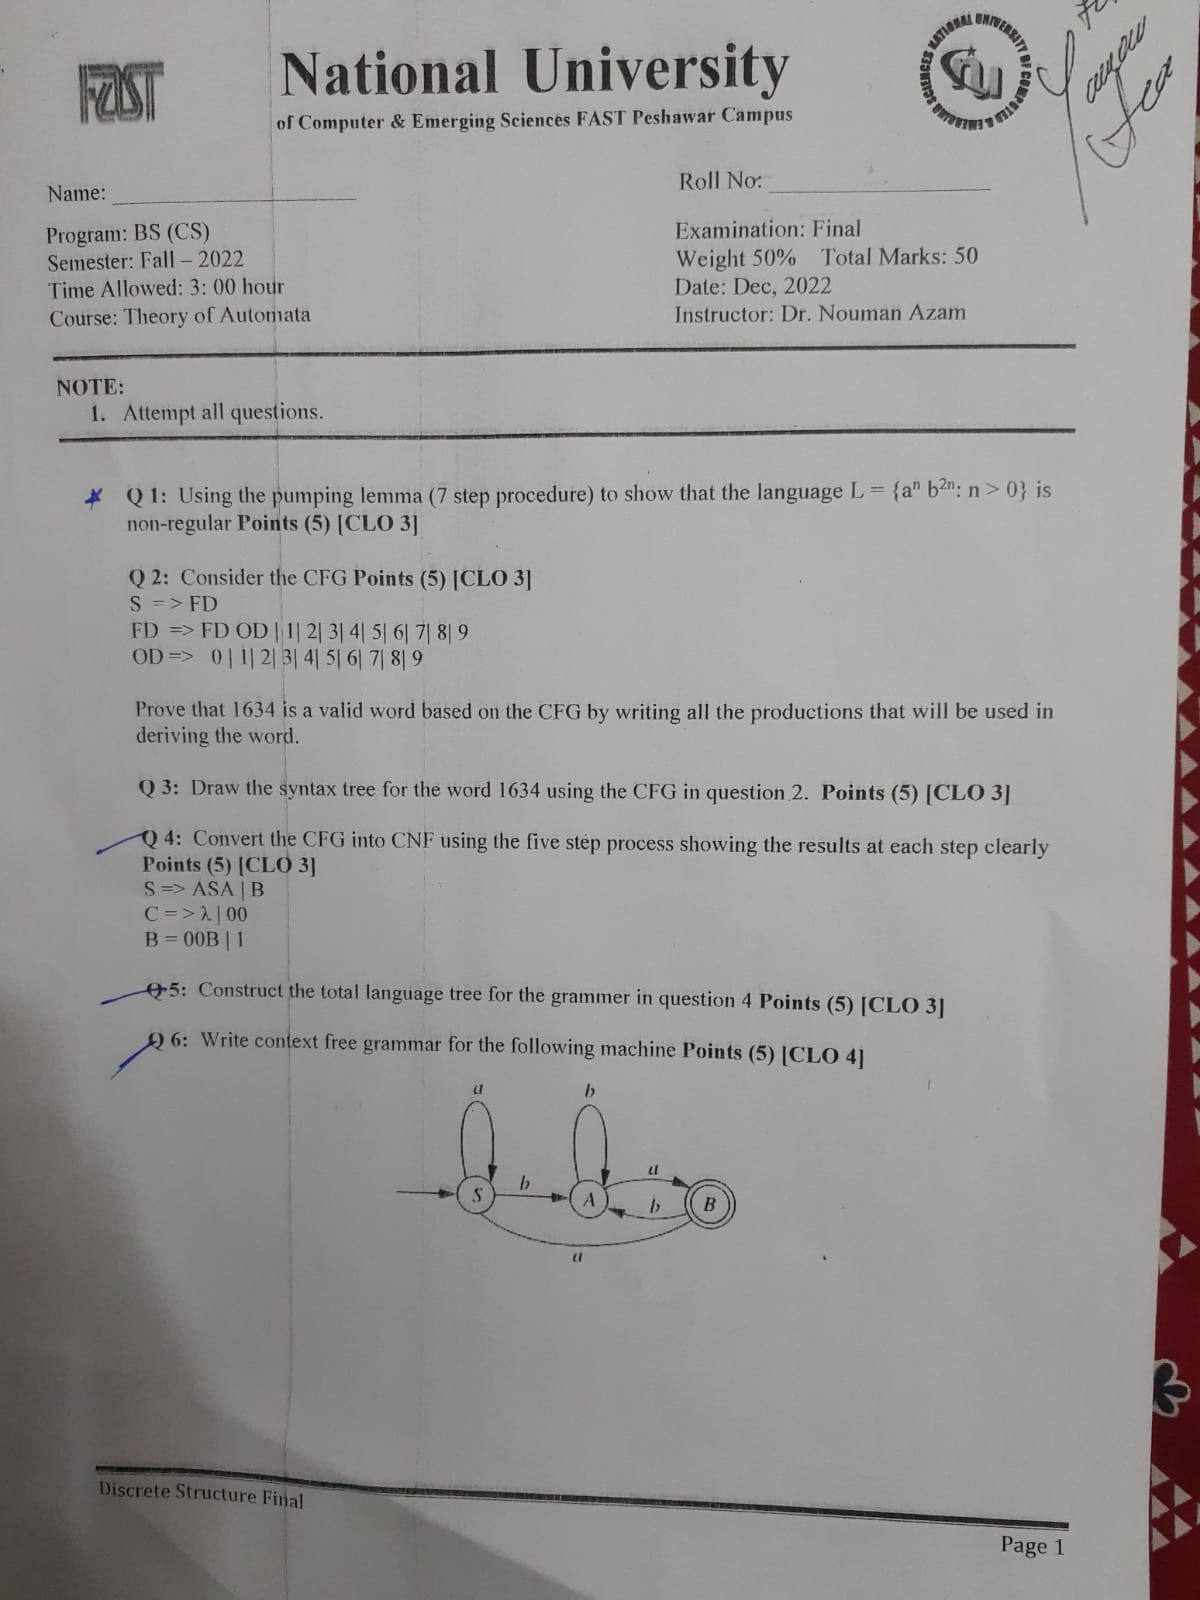 FAST
National University
of Computer & Emerging Sciences FAST Peshawar Campus
NATIONAL UNIVERSITY OF COMPUTER & EMERGING SCIENCES
Name:
Roll No:
Program: BS (CS)
Examination: Final
Semester: Fall – 2022
Weight 50% Total Marks: 50
Time Allowed: 3: 00 hour
Date: Dec, 2022
Course: Theory of Automata
Instructor: Dr. Nouman Azam
NOTE:
1. Attempt all questions.
Q 1: Using the pumping lemma (7 step procedure) to show that the language L = {aⁿ b²ⁿ: n > 0} is
non-regular Points (5) [CLO 3]
Q 2: Consider the CFG Points (5) [CLO 3]
S => FD
FD => FD OD | 1| 2| 3| 4| 5| 6| 7| 8| 9
OD => 0 | 1| 2| 3| 4| 5| 6| 7| 8| 9
Prove that 1634 is a valid word based on the CFG by writing all the productions that will be used in
deriving the word.
Q 3: Draw the syntax tree for the word 1634 using the CFG in question 2. Points (5) [CLO 3]
Q 4: Convert the CFG into CNF using the five step process showing the results at each step clearly
Points (5) [CLO 3]
S => ASA | B
C => λ | 00
B = 00B | 1
Q 5: Construct the total language tree for the grammer in question 4 Points (5) [CLO 3]
Q 6: Write context free grammar for the following machine Points (5) [CLO 4]
a b
b a
S A b B
a
Discrete Structure Final
Page 1